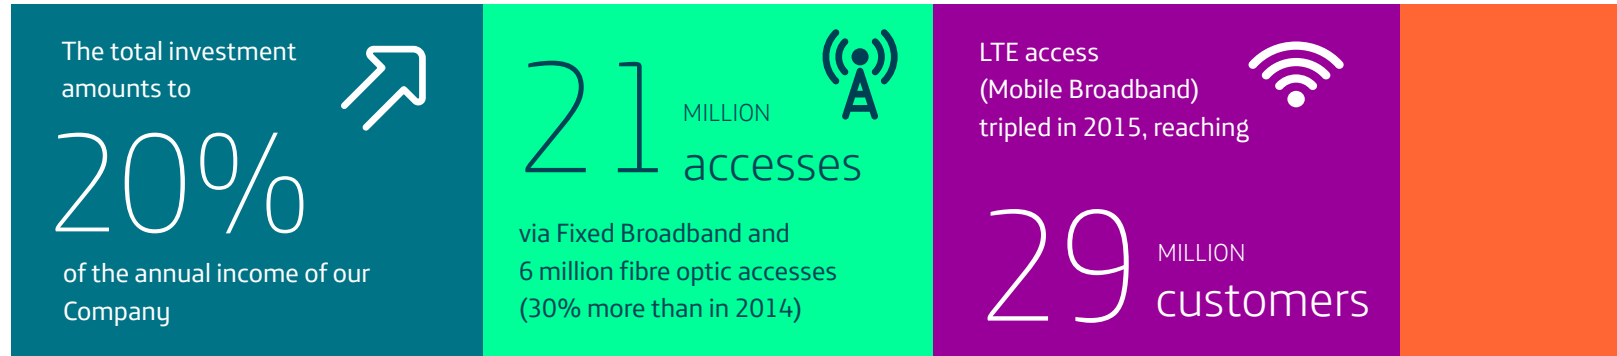 The total investment
amounts to
20%
of the annual income of our
Company
21 MILLION
accesses
via Fixed Broadband and
6 million fibre optic accesses
(30% more than in 2014)
LTE access
(Mobile Broadband)
tripled in 2015, reaching
29 MILLION
customers